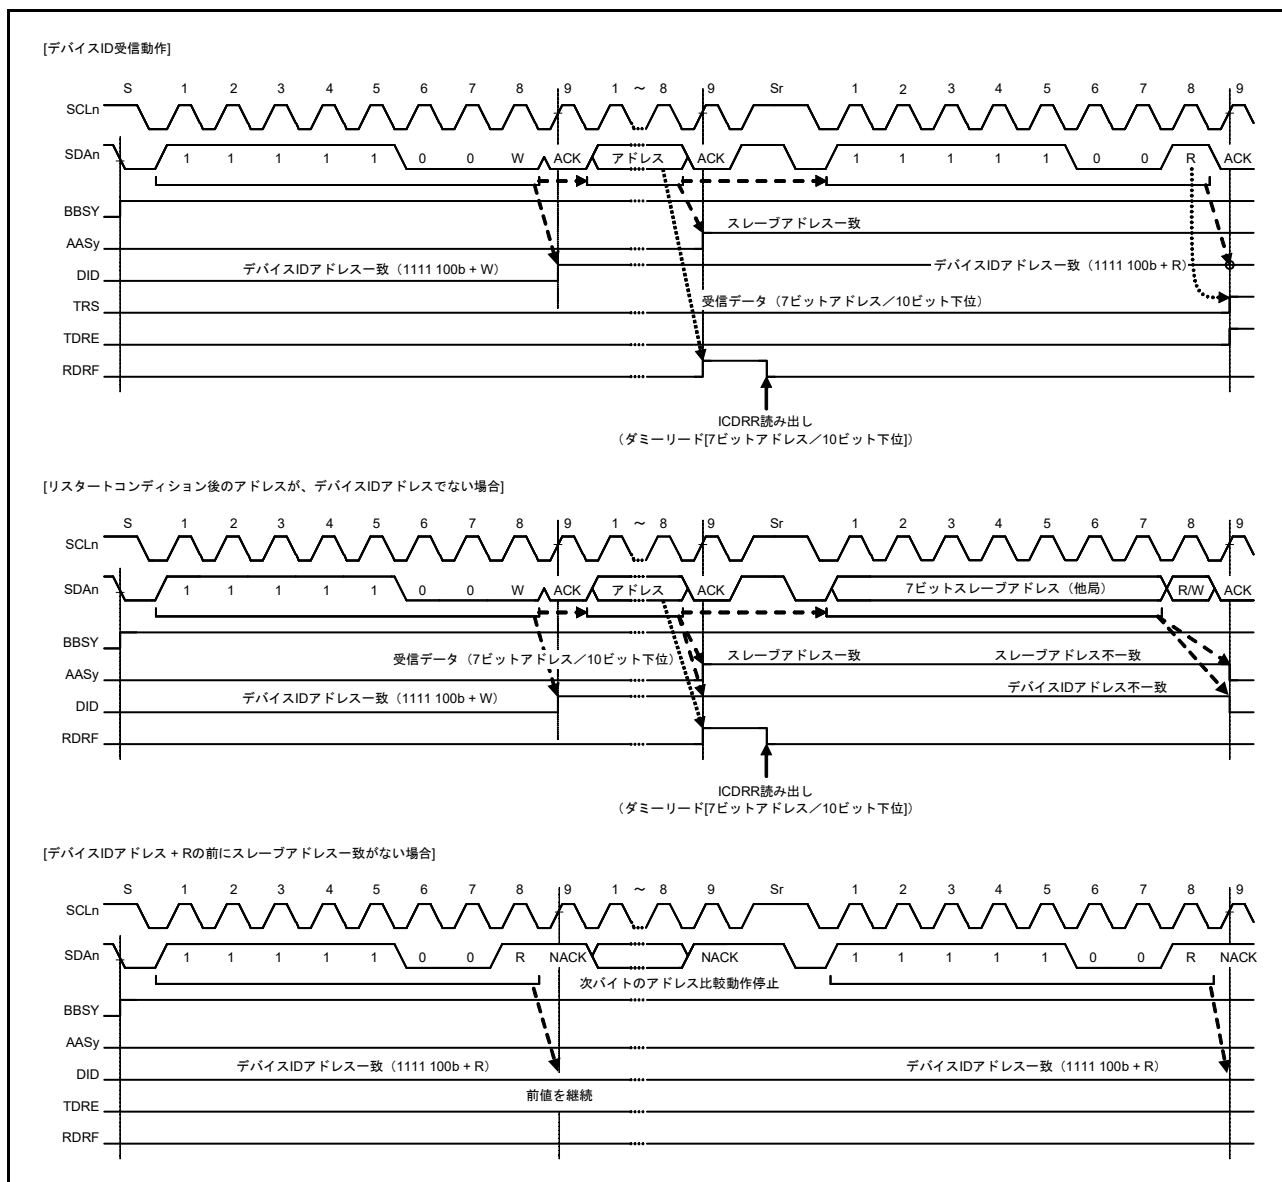 [デバイスID受信動作]
S 1 2 3 4 5 6 7 8 9 1 ～ 8 9 Sr 1 2 3 4 5 6 7 8 9
SCLn
SDAn 1 1 1 1 1 0 0 W ACK アドレス ACK 1 1 1 1 1 0 0 R ACK
BBSY
スレーブアドレス一致
AASy
デバイスIDアドレス一致（1111 100b + W） デバイスIDアドレス一致（1111 100b + R）
DID
受信データ（7ビットアドレス／10ビット下位）
TRS
TDRE
RDRF
ICDRR読み出し
（ダミーリード[7ビットアドレス／10ビット下位]）
[リスタートコンディション後のアドレスが、デバイスIDアドレスでない場合]
S 1 2 3 4 5 6 7 8 9 1 ～ 8 9 Sr 1 2 3 4 5 6 7 8 9
SCLn
SDAn 1 1 1 1 1 0 0 W ACK アドレス ACK 7ビットスレーブアドレス（他局） R/W ACK
BBSY
受信データ（7ビットアドレス／10ビット下位） スレーブアドレス一致 スレーブアドレス不一致
AASy
デバイスIDアドレス一致（1111 100b + W） デバイスIDアドレス不一致
DID
RDRF
ICDRR読み出し
（ダミーリード[7ビットアドレス／10ビット下位]）
[デバイスIDアドレス + Rの前にスレーブアドレス一致がない場合]
S 1 2 3 4 5 6 7 8 9 1 ～ 8 9 Sr 1 2 3 4 5 6 7 8 9
SCLn
SDAn 1 1 1 1 1 0 0 R NACK NACK 1 1 1 1 1 0 0 R NACK
次バイトのアドレス比較動作停止
BBSY
AASy
デバイスIDアドレス一致（1111 100b + R） デバイスIDアドレス一致（1111 100b + R）
DID
前値を継続
TDRE
RDRF